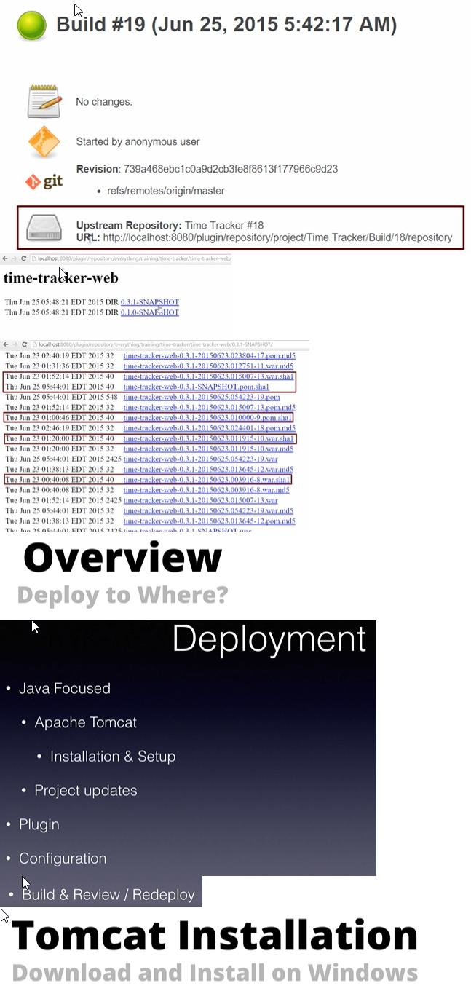 Build #19 (Jun 25, 2015 5:42:17 AM)
No changes.
Started by anonymous user
Revision: 739a468ebc1c0a9d2cb3fe8f8613f177966c9d23
git
refs/remotes/origin/master
Upstream Repository: Time Tracker #18
URL: http://localhost:8080/plugin/repository/project/Time Tracker/Build/18/repository
localhost:8080/plugin/repository/everything/training/time-tracker/time-tracker-web/
time-tracker-web
Thu Jun 25 05:48:21 EDT 2015 DIR 0.3.1-SNAPSHOT
Thu Jun 25 05:48:21 EDT 2015 DIR 0.1.0-SNAPSHOT
localhost:8080/plugin/repository/everything/training/time-tracker/time-tracker-web/0.3.1-SNAPSHOT/
Tue Jun 23 02:40:19 EDT 2015 32 time-tracker-web-0.3.1-20150623.023804-17.pom.md5
Tue Jun 23 01:31:36 EDT 2015 32 time-tracker-web-0.3.1-20150623.012751-11.war.md5
Tue Jun 23 01:52:14 EDT 2015 40 time-tracker-web-0.3.1-20150623.015007-13.war.sha1
Thu Jun 25 05:44:01 EDT 2015 40 time-tracker-web-0.3.1-SNAPSHOT.pom.sha1
Thu Jun 25 05:44:01 EDT 2015 548 time-tracker-web-0.3.1-20150625.054223-19.pom
Tue Jun 23 01:52:14 EDT 2015 32 time-tracker-web-0.3.1-20150623.015007-13.pom.md5
Tue Jun 23 01:00:46 EDT 2015 40 time-tracker-web-0.3.1-20150623.010000-9.pom.sha1
Tue Jun 23 02:46:19 EDT 2015 32 time-tracker-web-0.3.1-20150623.024401-18.pom.md5
Tue Jun 23 01:20:00 EDT 2015 40 time-tracker-web-0.3.1-20150623.011915-10.war.sha1
Tue Jun 23 01:20:00 EDT 2015 32 time-tracker-web-0.3.1-20150623.011915-10.war.md5
Thu Jun 25 05:44:01 EDT 2015 2425 time-tracker-web-0.3.1-20150625.054223-19.war
Tue Jun 23 01:38:13 EDT 2015 32 time-tracker-web-0.3.1-20150623.013645-12.war.md5
Tue Jun 23 00:40:08 EDT 2015 40 time-tracker-web-0.3.1-20150623.003916-8.war.sha1
Tue Jun 23 00:40:08 EDT 2015 32 time-tracker-web-0.3.1-20150623.003916-8.war.md5
Tue Jun 23 01:52:14 EDT 2015 2425 time-tracker-web-0.3.1-20150623.015007-13.war
Thu Jun 25 05:44:01 EDT 2015 32 time-tracker-web-0.3.1-20150625.054223-19.war.md5
Tue Jun 23 01:38:13 EDT 2015 32 time-tracker-web-0.3.1-20150623.013645-12.pom.md5
Overview
Deploy to Where?
Deployment
• Java Focused
• Apache Tomcat
• Installation & Setup
• Project updates
• Plugin
• Configuration
• Build & Review / Redeploy
Tomcat Installation
Download and Install on Windows